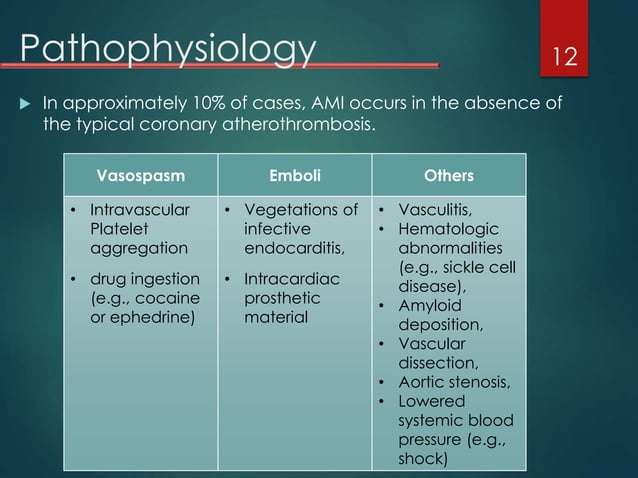 Pathophysiology
12
In approximately 10% of cases, AMI occurs in the absence of
the typical coronary atherothrombosis.
Vasospasm
• Intravascular
Platelet
aggregation
• drug ingestion
(e.g., cocaine
or ephedrine)
Emboli
• Vegetations of
infective
endocarditis,
• Intracardiac
prosthetic
material
Others
• Vasculitis,
• Hematologic
abnormalities
(e.g., sickle cell
disease),
• Amyloid
deposition,
• Vascular
dissection,
• Aortic stenosis,
• Lowered
systemic blood
pressure (e.g.,
shock)